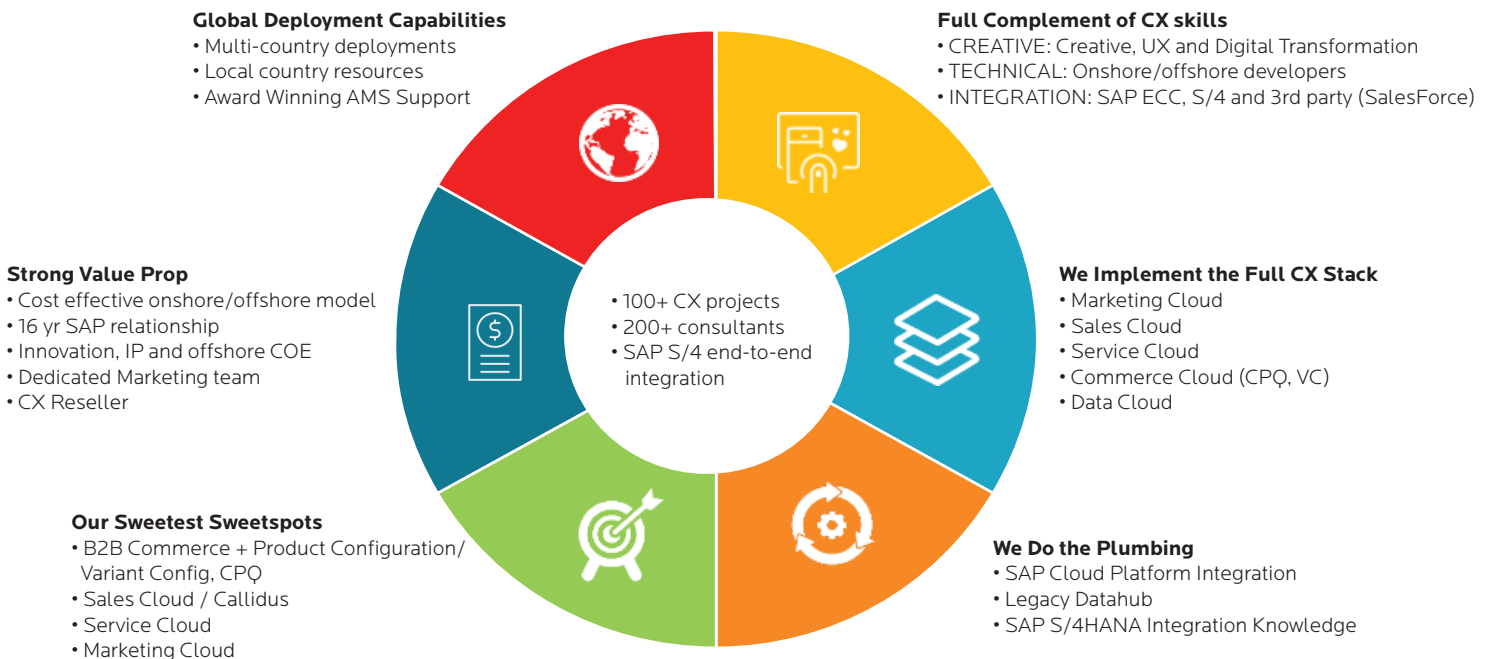 Global Deployment Capabilities
• Multi-country deployments
• Local country resources
• Award Winning AMS Support
Full Complement of CX skills
• CREATIVE: Creative, UX and Digital Transformation
• TECHNICAL: Onshore/offshore developers
• INTEGRATION: SAP ECC, S/4 and 3rd party (SalesForce)
Strong Value Prop
• Cost effective onshore/offshore model
• 16 yr SAP relationship
• Innovation, IP and offshore COE
• Dedicated Marketing team
• CX Reseller
$
• 100+ CX projects
• 200+ consultants
• SAP S/4 end-to-end
integration
We Implement the Full CX Stack
• Marketing Cloud
• Sales Cloud
• Service Cloud
• Commerce Cloud (CPQ, VC)
• Data Cloud
Our Sweetest Sweetspots
• B2B Commerce + Product Configuration/
Variant Config, CPQ
• Sales Cloud / Callidus
• Service Cloud
• Marketing Cloud
We Do the Plumbing
• SAP Cloud Platform Integration
• Legacy Datahub
• SAP S/4HANA Integration Knowledge